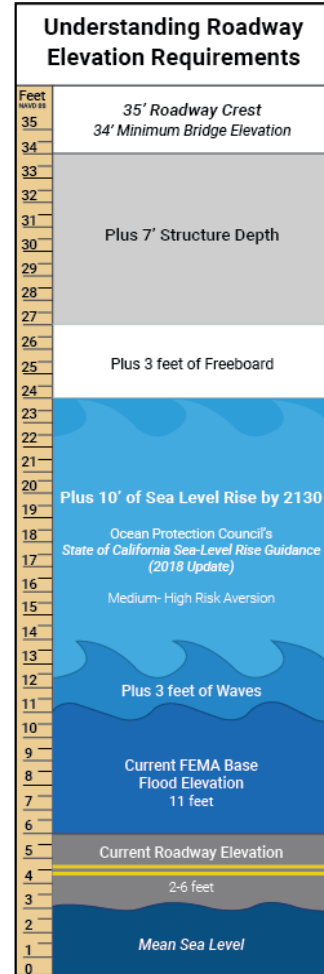 Understanding Roadway
Elevation Requirements
Feet
NAVD 88
35
35' Roadway Crest
34' Minimum Bridge Elevation
34
33
32
31
Plus 7' Structure Depth
30
29
28
27
26
25
Plus 3 feet of Freeboard
24
23
22
21
20
Plus 10' of Sea Level Rise by 2130
19
18
Ocean Protection Council's
State of California Sea-Level Rise Guidance
17
(2018 Update)
16
Medium- High Risk Aversion
15
14
13
12
Plus 3 feet of Waves
11
10
9
Current FEMA Base
8
Flood Elevation
7
11 feet
6
5
Current Roadway Elevation
4
2-6 feet
3
2
1
Mean Sea Level
0